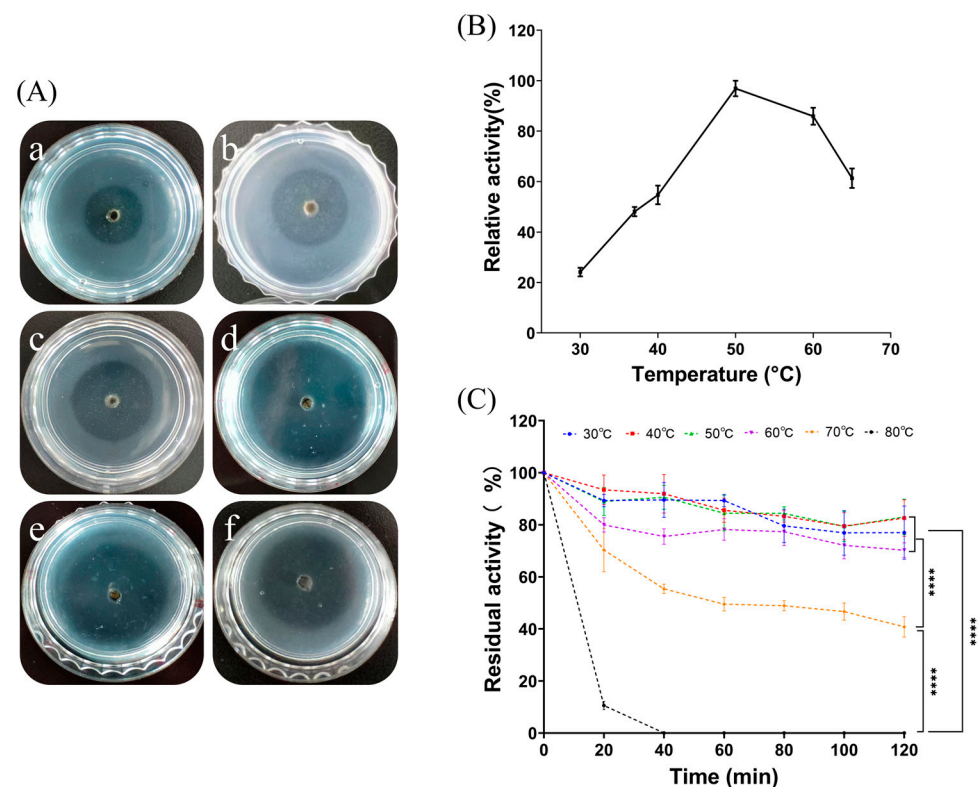 (A)
a
b
c
d
e
f
(B)
Relative activity(%)
120
100
80
60
40
20
0
30
40
50
60
70
Temperature (°C)
(C)
30℃
40℃
50℃
60℃
70℃
80℃
Residual activity ( %)
120
100
80
60
40
20
0
0
20
40
60
80
100
120
Time (min)
****
****
****